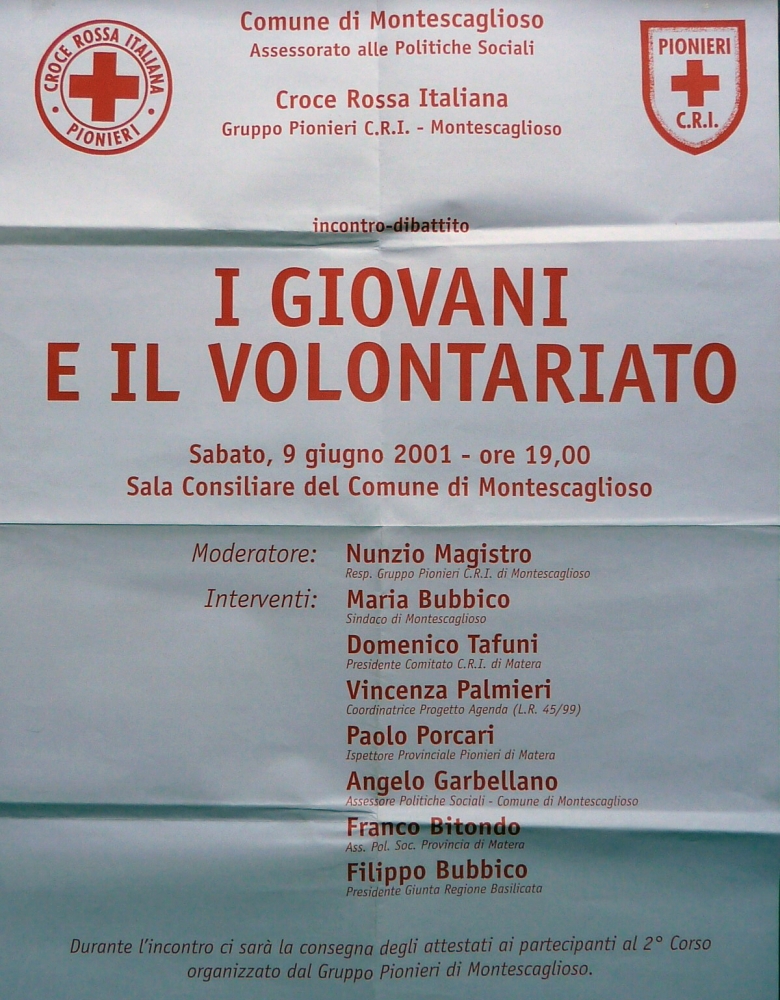 Comune di Montescaglioso
Assessorato alle Politiche Sociali
CROCE ROSSA ITALIANA
PIONIERI
PIONIERI
C.R.I.
Croce Rossa Italiana
Gruppo Pionieri C.R.I. - Montescaglioso
incontro-dibattito
I GIOVANI
E IL VOLONTARIATO
Sabato, 9 giugno 2001 - ore 19,00
Sala Consiliare del Comune di Montescaglioso
Moderatore: Nunzio Magistro
Resp. Gruppo Pionieri C.R.I. di Montescaglioso
Interventi: Maria Bubbico
Sindaco di Montescaglioso
Domenico Tafuni
Presidente Comitato C.R.I. di Matera
Vincenza Palmieri
Coordinatrice Progetto Agenda (L.R. 45/99)
Paolo Porcari
Ispettore Provinciale Pionieri di Matera
Angelo Garbellano
Assessore Politiche Sociali - Comune di Montescaglioso
Franco Bitondo
Ass. Pol. Soc. Provincia di Matera
Filippo Bubbico
Presidente Giunta Regione Basilicata
Durante l'incontro ci sarà la consegna degli attestati ai partecipanti al 2° Corso
organizzato dal Gruppo Pionieri di Montescaglioso.